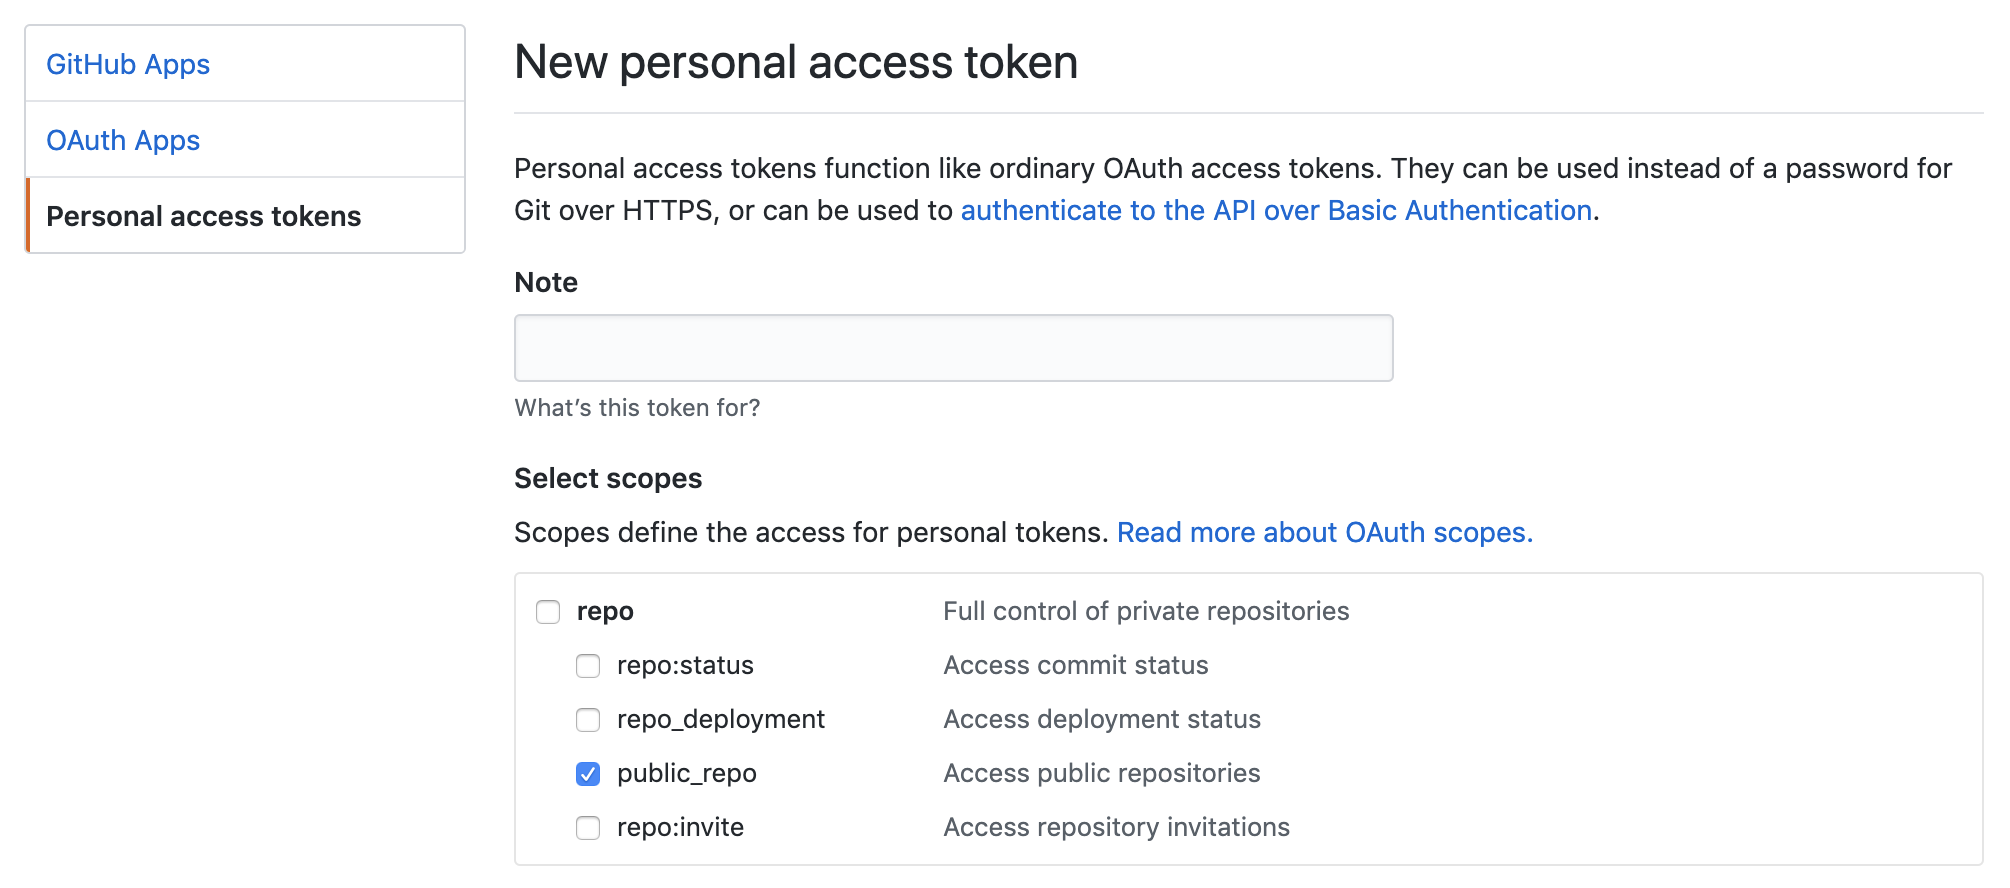 GitHub Apps
OAuth Apps
Personal access tokens
New personal access token
Personal access tokens function like ordinary OAuth access tokens. They can be used instead of a password for
Git over HTTPS, or can be used to authenticate to the API over Basic Authentication.
Note
What’s this token for?
Select scopes
Scopes define the access for personal tokens. Read more about OAuth scopes.
repo Full control of private repositories
repo:status Access commit status
repo_deployment Access deployment status
public_repo Access public repositories
repo:invite Access repository invitations